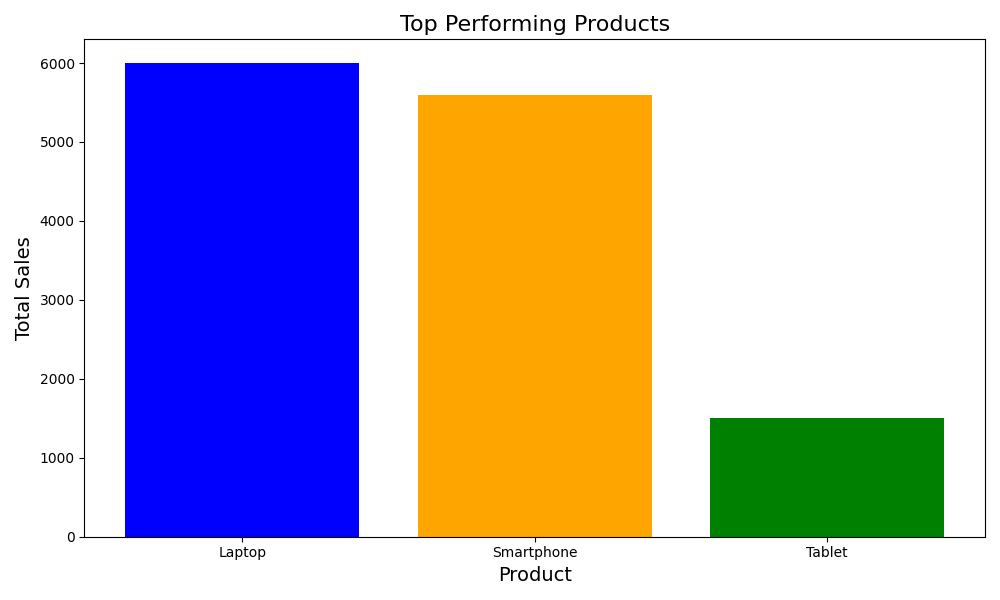 Top Performing Products
Total Sales
6000
5000
4000
3000
2000
1000
0
Laptop Smartphone Tablet
Product